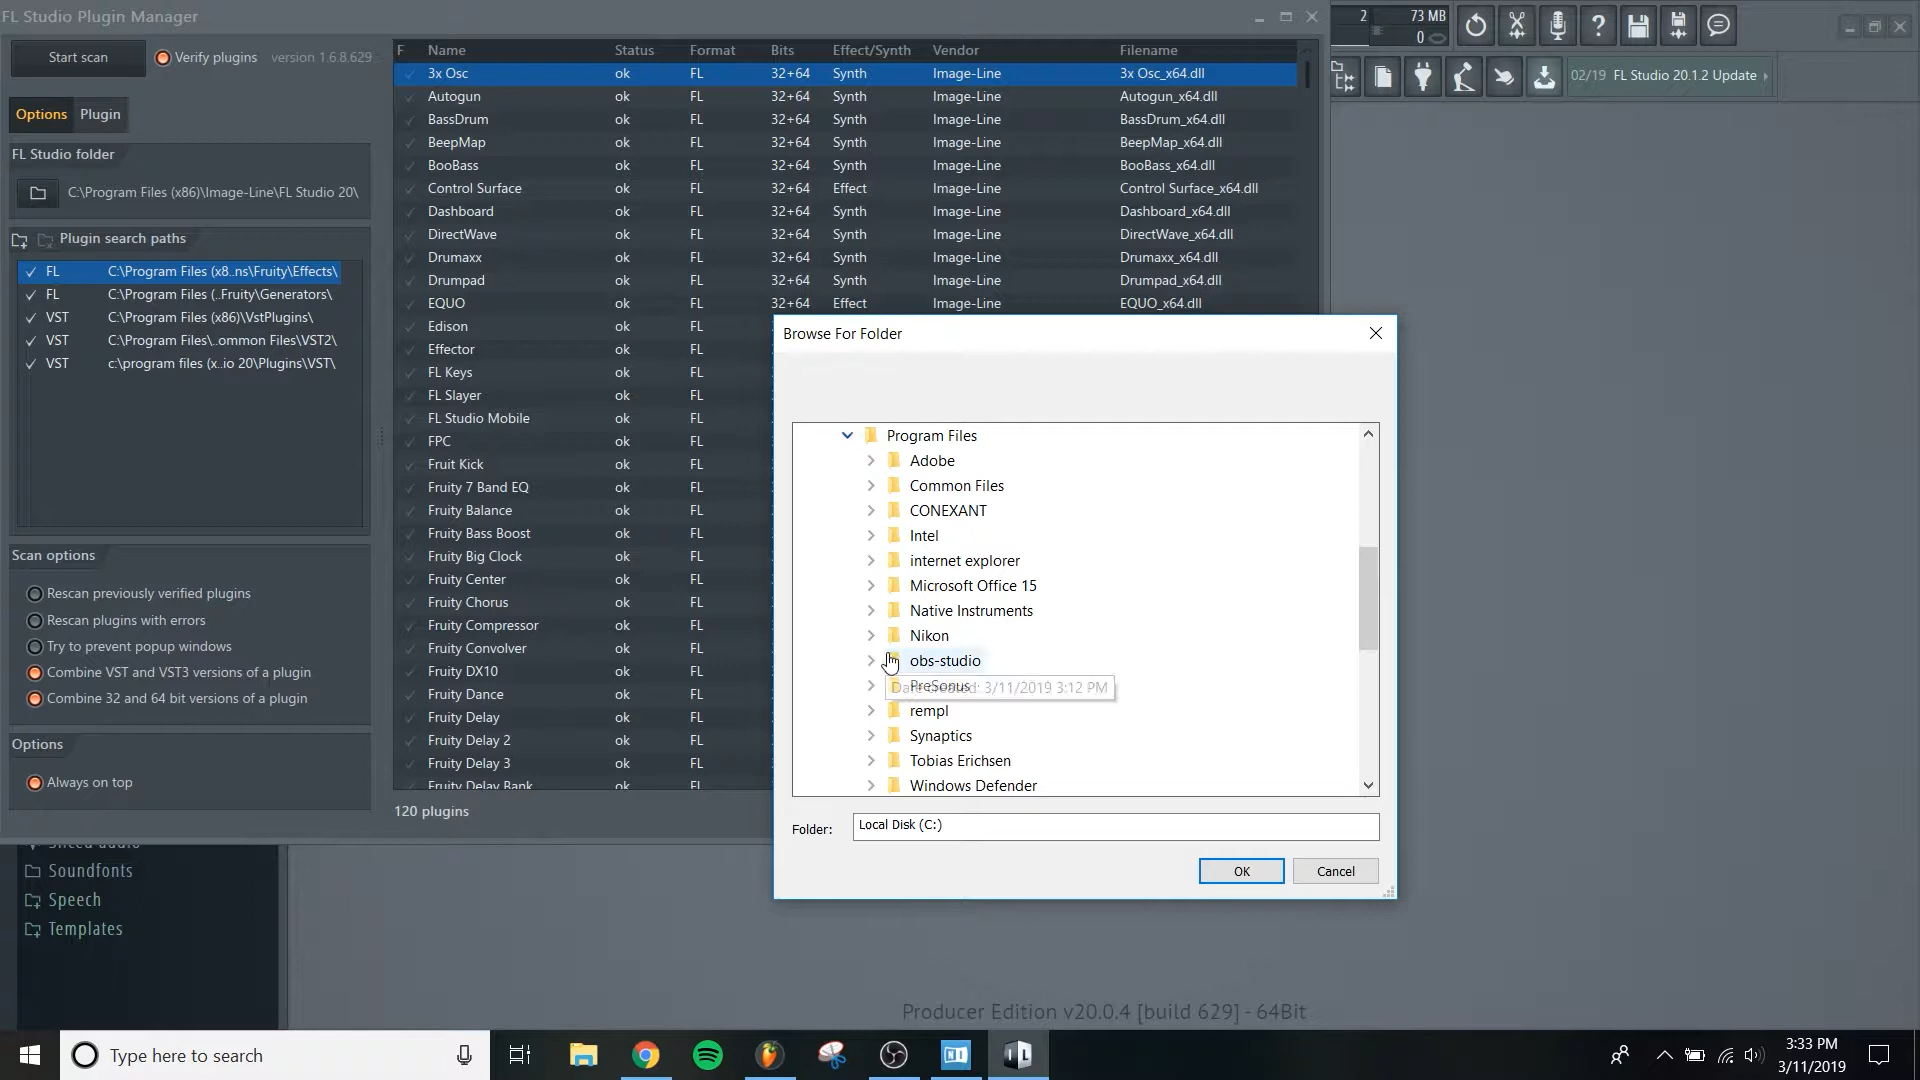 FL Studio Plugin Manager
Start scan
Verify plugins
version 1.6.8.629
Options
Plugin
FL Studio folder
C:\Program Files (x86)\Image-Line\FL Studio 20\
Plugin search paths
FL C:\Program Files (x8..ns\Fruity\Effects\
FL C:\Program Files (..Fruity\Generators\
VST C:\Program Files (x86)\VstPlugins\
VST C:\Program Files\..ommon Files\VST2\
VST c:\program files (x..io 20\Plugins\VST\
Scan options
Rescan previously verified plugins
Rescan plugins with errors
Try to prevent popup windows
Combine VST and VST3 versions of a plugin
Combine 32 and 64 bit versions of a plugin
Options
Always on top
F Name Status Format Bits Effect/Synth Vendor Filename
3x Osc ok FL 32+64 Synth Image-Line 3x Osc_x64.dll
Autogun ok FL 32+64 Synth Image-Line Autogun_x64.dll
BassDrum ok FL 32+64 Synth Image-Line BassDrum_x64.dll
BeepMap ok FL 32+64 Synth Image-Line BeepMap_x64.dll
BooBass ok FL 32+64 Synth Image-Line BooBass_x64.dll
Control Surface ok FL 32+64 Effect Image-Line Control Surface_x64.dll
Dashboard ok FL 32+64 Synth Image-Line Dashboard_x64.dll
DirectWave ok FL 32+64 Synth Image-Line DirectWave_x64.dll
Drumaxx ok FL 32+64 Synth Image-Line Drumaxx_x64.dll
Drumpad ok FL 32+64 Synth Image-Line Drumpad_x64.dll
EQUO ok FL 32+64 Effect Image-Line EQUO_x64.dll
Edison ok FL
Effector ok FL
FL Keys ok FL
FL Slayer ok FL
FL Studio Mobile ok FL
FPC ok FL
Fruit Kick ok FL
Fruity 7 Band EQ ok FL
Fruity Balance ok FL
Fruity Bass Boost ok FL
Fruity Big Clock ok FL
Fruity Center ok FL
Fruity Chorus ok FL
Fruity Compressor ok FL
Fruity Convolver ok FL
Fruity DX10 ok FL
Fruity Dance ok FL
Fruity Delay ok FL
Fruity Delay 2 ok FL
Fruity Delay 3 ok FL
Fruity Delay Bank ok FL
120 plugins
Browse For Folder
Program Files
Adobe
Common Files
CONEXANT
Intel
internet explorer
Microsoft Office 15
Native Instruments
Nikon
obs-studio
PreSonus
Date created: 3/11/2019 3:12 PM
rempl
Synaptics
Tobias Erichsen
Windows Defender
Folder: Local Disk (C:)
OK
Cancel
2
73 MB
0
02/19 FL Studio 20.1.2 Update
Sliced audio
Soundfonts
Speech
Templates
Producer Edition v20.0.4 [build 629] - 64Bit
Type here to search
NI
IL
3:33 PM
3/11/2019